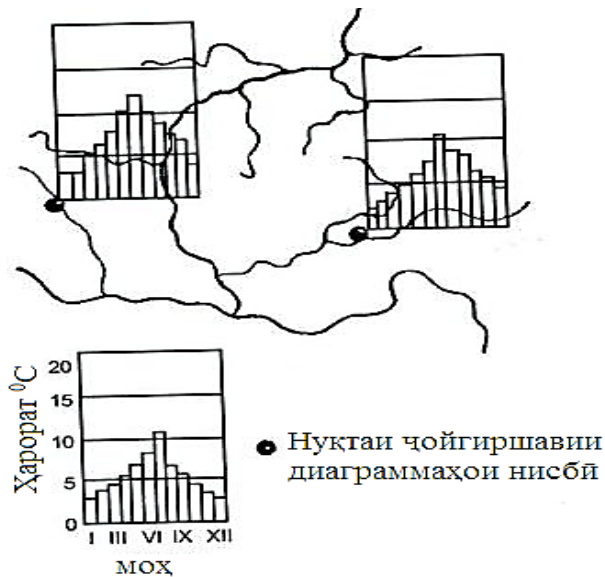 Ҳарорат ⁰C
20
15
10
5
0
I III VI IX XII
моҳ
Нуқтаи ҷойгиршавии
диаграммаҳои нисбӣ